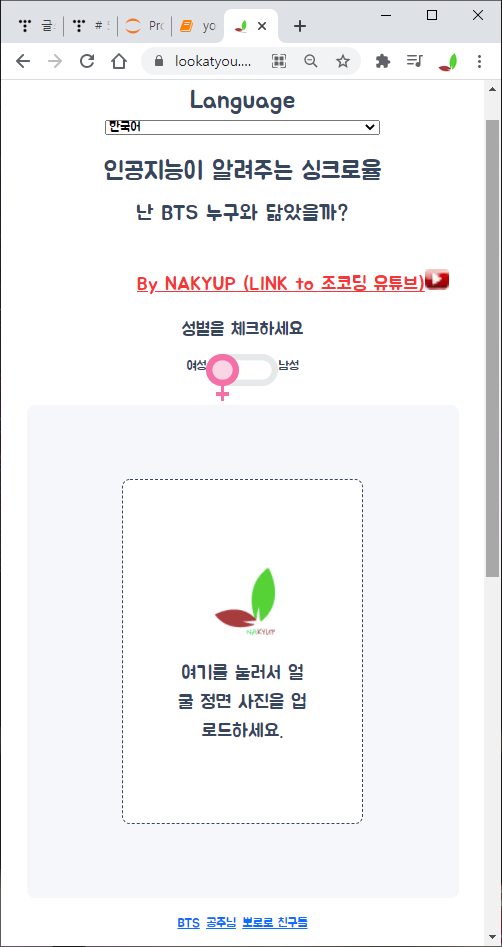 글
#
Pro
yo
lookatyou....
Language
한국어
인공지능이 알려주는 싱크로율
난 BTS 누구와 닮았을까?
By NAKYUP (LINK to 조코딩 유튜브)
성별을 체크하세요
여성 남성
NAKYUP
여기를 눌러서 얼
굴 정면 사진을 업
로드하세요.
BTS 공주님 뽀로로 친구들